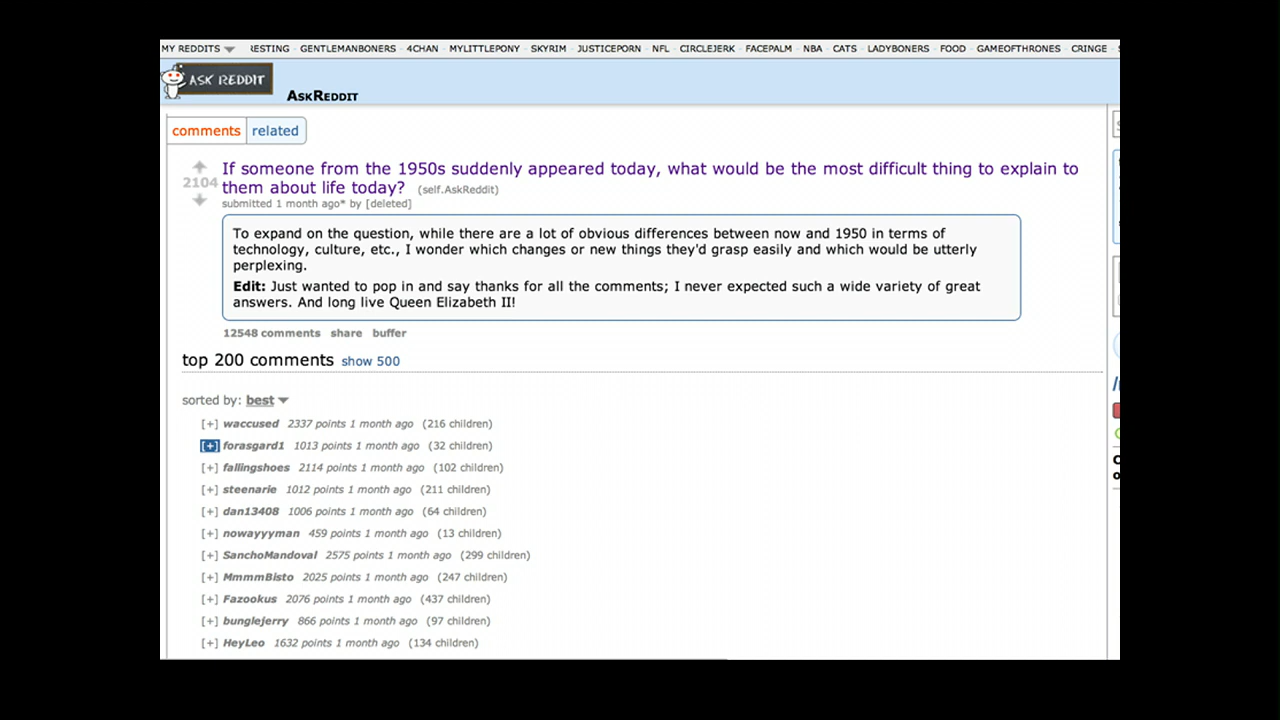 MY REDDITS ESTING - GENTLEMANBONERS - 4CHAN - MYLITTLEPONY - SKYRIM - JUSTICEPORN - NFL - CIRCLEJERK - FACEPALM - NBA - CATS - LADYBONERS - FOOD - GAMEOFTHRONES - CRINGE -
ASK REDDIT
ASKREDDIT
comments related
If someone from the 1950s suddenly appeared today, what would be the most difficult thing to explain to
2104
them about life today? (self.AskReddit)
submitted 1 month ago* by [deleted]
To expand on the question, while there are a lot of obvious differences between now and 1950 in terms of
technology, culture, etc., I wonder which changes or new things they'd grasp easily and which would be utterly
perplexing.
Edit: Just wanted to pop in and say thanks for all the comments; I never expected such a wide variety of great
answers. And long live Queen Elizabeth II!
12548 comments share buffer
top 200 comments show 500
sorted by: best
[+] waccused 2337 points 1 month ago (216 children)
[+] forasgard1 1013 points 1 month ago (32 children)
[+] fallingshoes 2114 points 1 month ago (102 children)
[+] steenarie 1012 points 1 month ago (211 children)
[+] dan13408 1006 points 1 month ago (64 children)
[+] nowayyyman 459 points 1 month ago (13 children)
[+] SanchoMandoval 2575 points 1 month ago (299 children)
[+] MmmmBisto 2025 points 1 month ago (247 children)
[+] Fazookus 2076 points 1 month ago (437 children)
[+] bunglejerry 866 points 1 month ago (97 children)
[+] HeyLeo 1632 points 1 month ago (134 children)